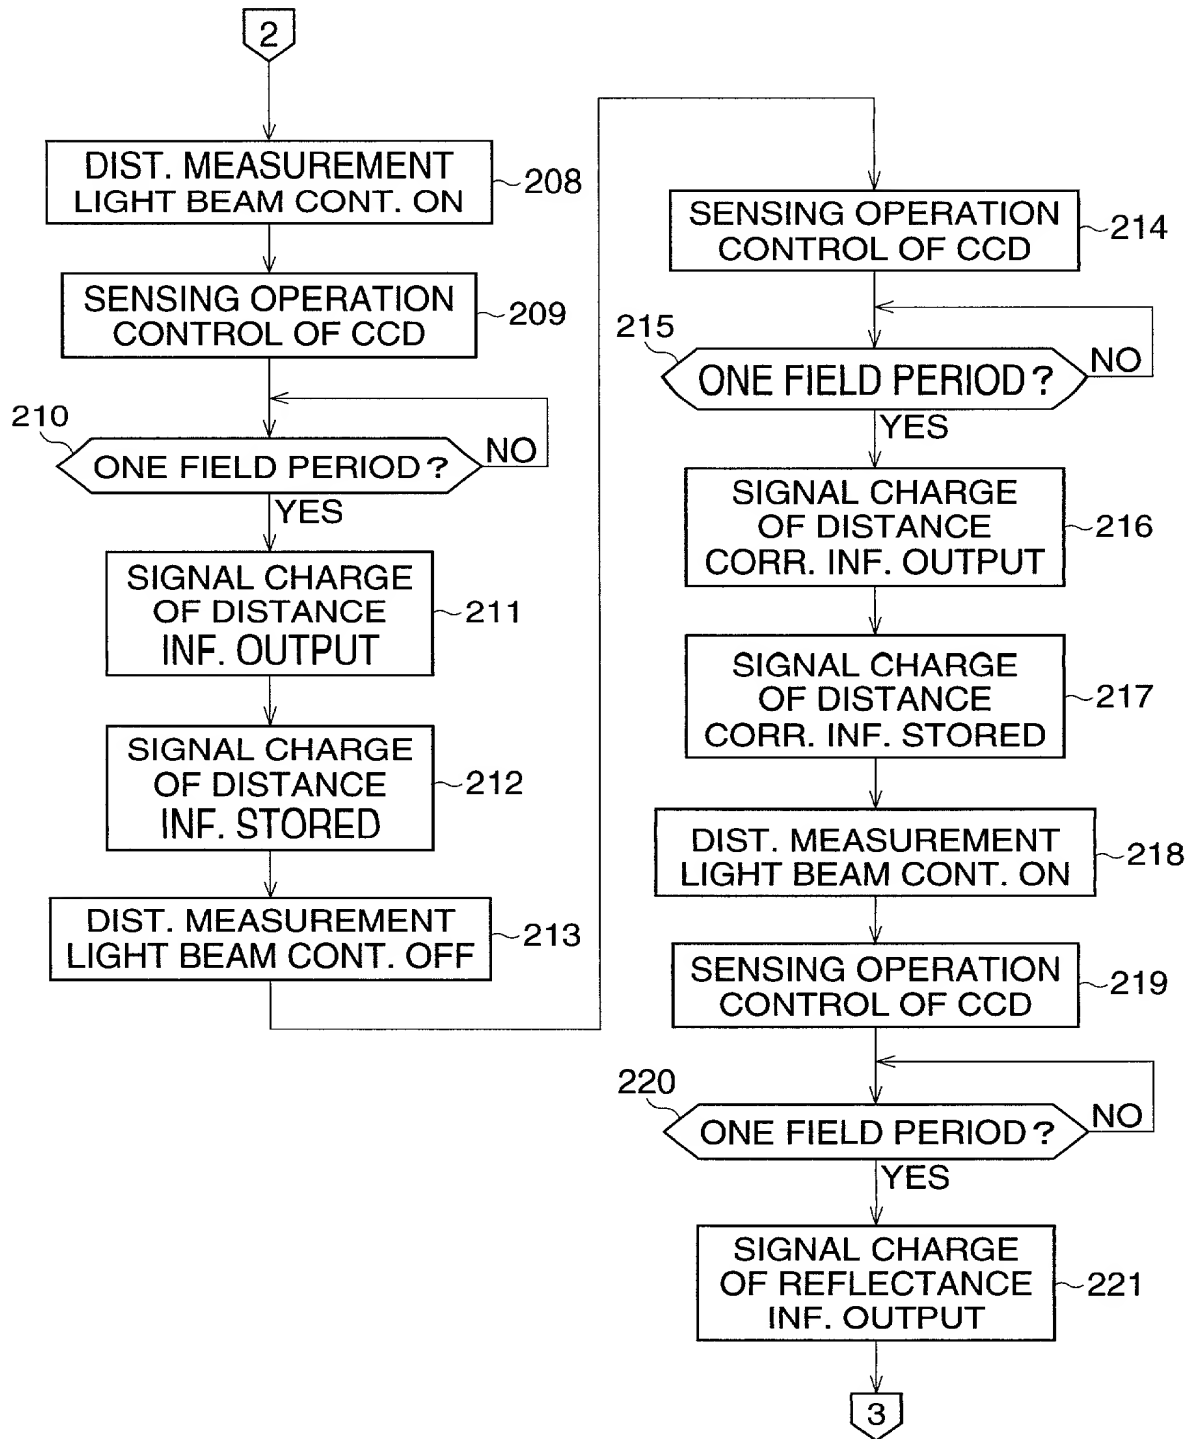 2
DIST. MEASUREMENT
LIGHT BEAM CONT. ON
208
SENSING OPERATION
CONTROL OF CCD
209
210
ONE FIELD PERIOD?
NO
YES
SIGNAL CHARGE
OF DISTANCE
INF. OUTPUT
211
SIGNAL CHARGE
OF DISTANCE
INF. STORED
212
DIST. MEASUREMENT
LIGHT BEAM CONT. OFF
213
SENSING OPERATION
CONTROL OF CCD
214
215
ONE FIELD PERIOD?
NO
YES
SIGNAL CHARGE
OF DISTANCE
CORR. INF. OUTPUT
216
SIGNAL CHARGE
OF DISTANCE
CORR. INF. STORED
217
DIST. MEASUREMENT
LIGHT BEAM CONT. ON
218
SENSING OPERATION
CONTROL OF CCD
219
220
ONE FIELD PERIOD?
NO
YES
SIGNAL CHARGE
OF REFLECTANCE
INF. OUTPUT
221
3